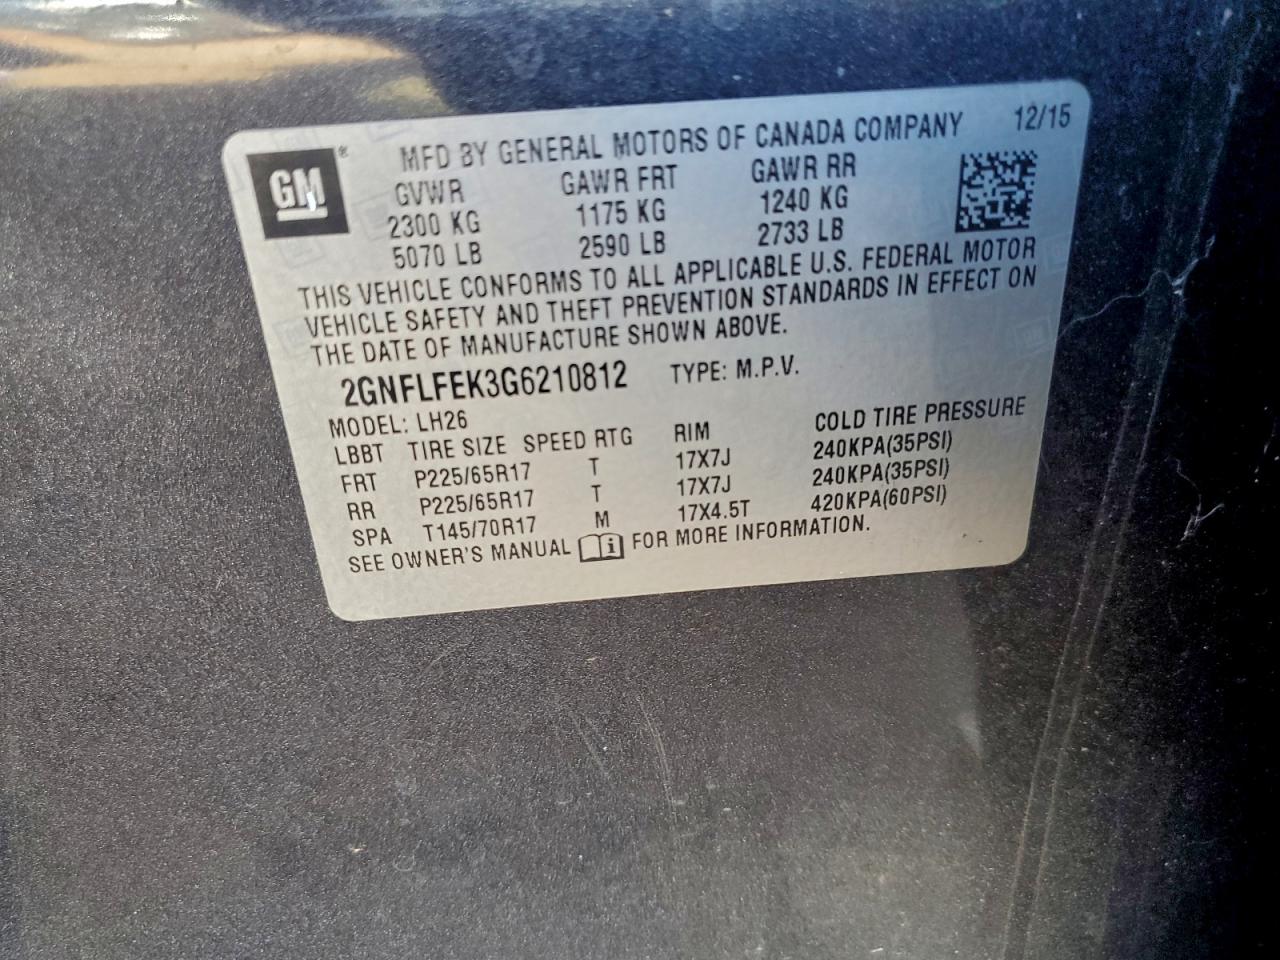 GM ® MFD BY GENERAL MOTORS OF CANADA COMPANY 12/15
GVWR GAWR FRT GAWR RR
2300 KG 1175 KG 1240 KG
5070 LB 2590 LB 2733 LB
THIS VEHICLE CONFORMS TO ALL APPLICABLE U.S. FEDERAL MOTOR
VEHICLE SAFETY AND THEFT PREVENTION STANDARDS IN EFFECT ON
THE DATE OF MANUFACTURE SHOWN ABOVE.
2GNFLFEK3G6210812 TYPE: M.P.V.
MODEL: LH26
LBBT TIRE SIZE SPEED RTG RIM COLD TIRE PRESSURE
FRT P225/65R17 T 17X7J 240KPA(35PSI)
RR P225/65R17 T 17X7J 240KPA(35PSI)
SPA T145/70R17 M 17X4.5T 420KPA(60PSI)
SEE OWNER'S MANUAL i FOR MORE INFORMATION.